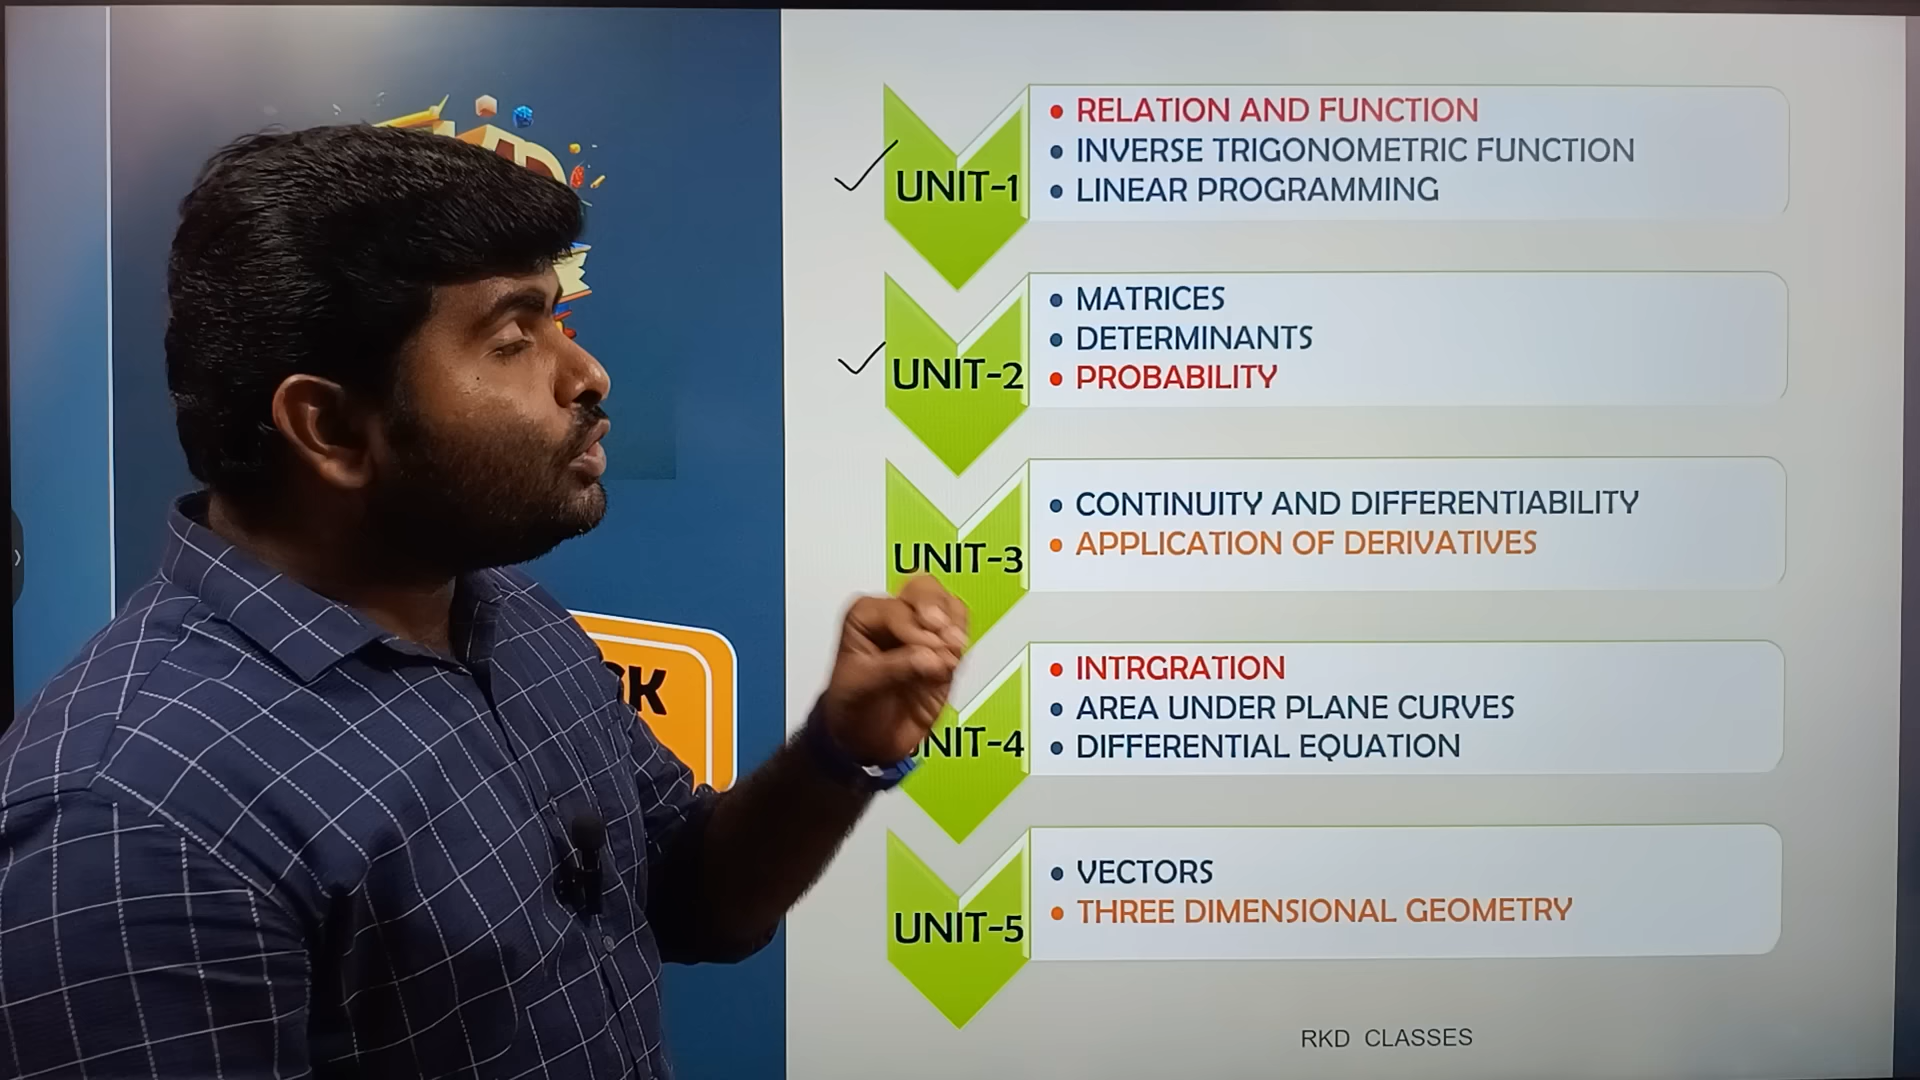 UNIT-1
RELATION AND FUNCTION
INVERSE TRIGONOMETRIC FUNCTION
LINEAR PROGRAMMING
UNIT-2
MATRICES
DETERMINANTS
PROBABILITY
UNIT-3
CONTINUITY AND DIFFERENTIABILITY
APPLICATION OF DERIVATIVES
UNIT-4
INTRGRATION
AREA UNDER PLANE CURVES
DIFFERENTIAL EQUATION
UNIT-5
VECTORS
THREE DIMENSIONAL GEOMETRY
RKD CLASSES